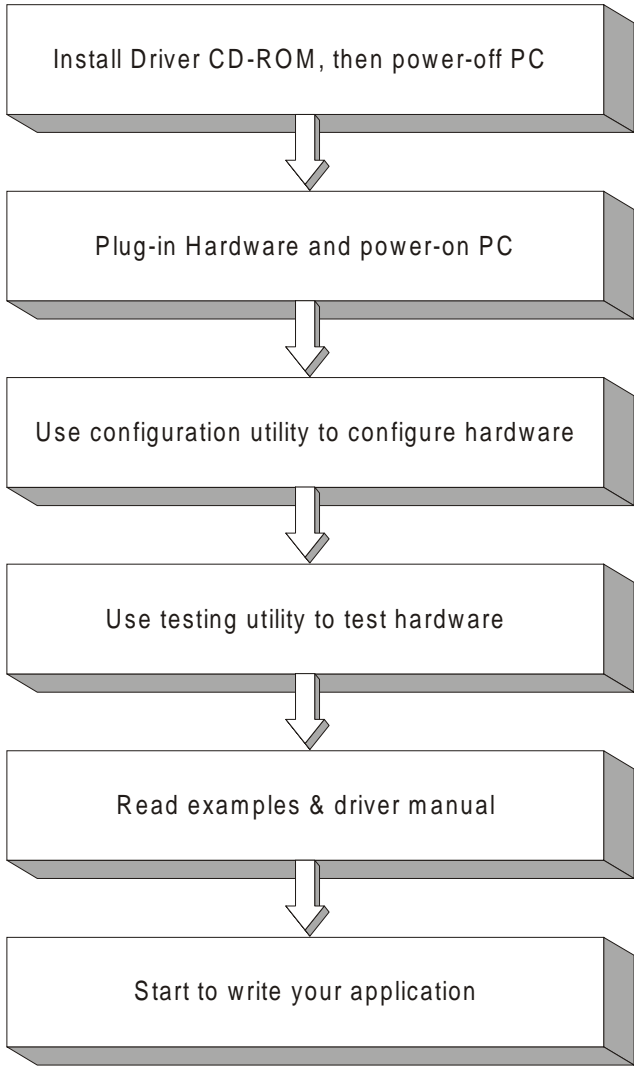 Install Driver CD-ROM, then power-off PC
Plug-in Hardware and power-on PC
Use configuration utility to configure hardware
Use testing utility to test hardware
Read examples & driver manual
Start to write your application